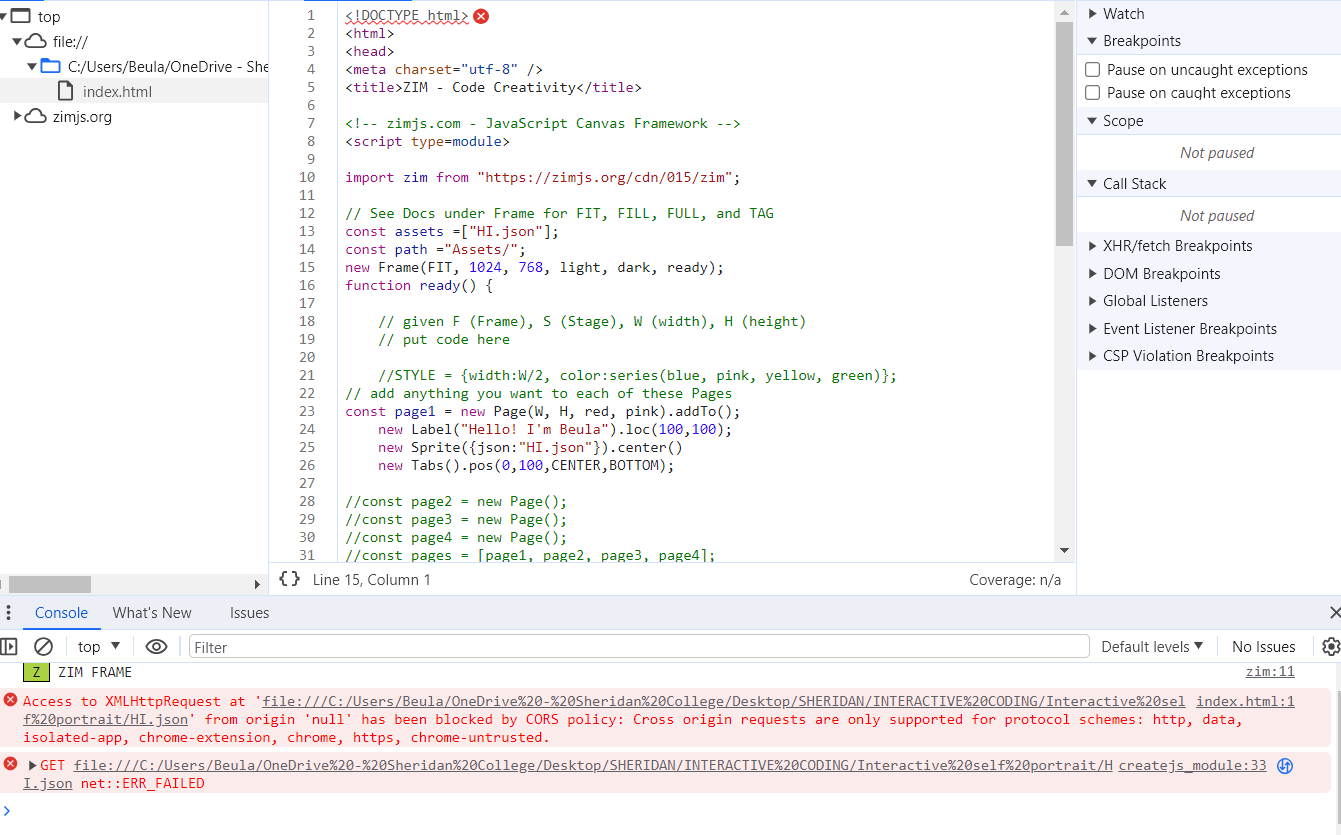 top
file://
C:/Users/Beula/OneDrive - She
index.html
zimjs.org
1 <!DOCTYPE html>
2 <html>
3 <head>
4 <meta charset="utf-8" />
5 <title>ZIM - Code Creativity</title>
6
7 <!-- zimjs.com - JavaScript Canvas Framework -->
8 <script type=module>
9
10 import zim from "https://zimjs.org/cdn/015/zim";
11
12 // See Docs under Frame for FIT, FILL, FULL, and TAG
13 const assets =["HI.json"];
14 const path ="Assets/";
15 new Frame(FIT, 1024, 768, light, dark, ready);
16 function ready() {
17
18 // given F (Frame), S (Stage), W (width), H (height)
19 // put code here
20
21 //STYLE = {width:W/2, color:series(blue, pink, yellow, green)};
22 // add anything you want to each of these Pages
23 const page1 = new Page(W, H, red, pink).addTo();
24 new Label("Hello! I'm Beula").loc(100,100);
25 new Sprite({json:"HI.json"}).center()
26 new Tabs().pos(0,100,CENTER,BOTTOM);
27
28 //const page2 = new Page();
29 //const page3 = new Page();
30 //const page4 = new Page();
31 //const pages = [page1, page2, page3, page4];
{} Line 15, Column 1 Coverage: n/a
Watch
Breakpoints
Pause on uncaught exceptions
Pause on caught exceptions
Scope
Not paused
Call Stack
Not paused
XHR/fetch Breakpoints
DOM Breakpoints
Global Listeners
Event Listener Breakpoints
CSP Violation Breakpoints
Console What's New Issues
top Filter Default levels No Issues
Z ZIM FRAME zim:11
Access to XMLHttpRequest at 'file:///C:/Users/Beula/OneDrive%20-%20Sheridan%20College/Desktop/SHERIDAN/INTERACTIVE%20CODING/Interactive%20sel index.html:1
f%20portrait/HI.json' from origin 'null' has been blocked by CORS policy: Cross origin requests are only supported for protocol schemes: http, data,
isolated-app, chrome-extension, chrome, https, chrome-untrusted.
GET file:///C:/Users/Beula/OneDrive%20-%20Sheridan%20College/Desktop/SHERIDAN/INTERACTIVE%20CODING/Interactive%20self%20portrait/H createjs_module:33
I.json net::ERR_FAILED